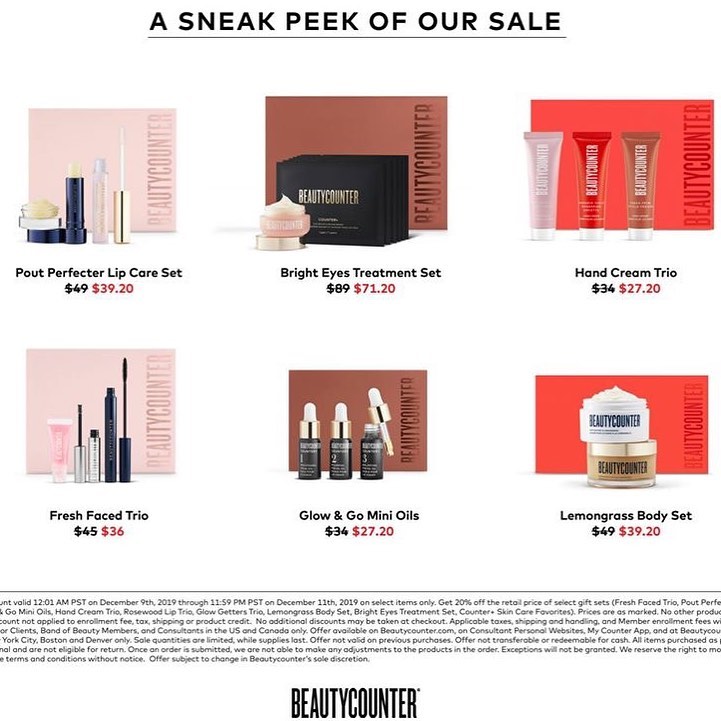 A SNEAK PEEK OF OUR SALE
BEAUTYCOUNTER
BEAUTYCOUNTER
BEAUTYCOUNTER
BEAUTYCOUNTER
COUNTER+
BEAUTYCOUNTER
BEAUTYCOUNTER
BEAUTYCOUNTER
BEAUTYCOUNTER
BEAUTYCOUNTER
Pout Perfecter Lip Care Set
$49 $39.20
Bright Eyes Treatment Set
$89 $71.20
Hand Cream Trio
$34 $27.20
BEAUTYCOUNTER
BEAUTYCOUNTER
1
2
3
BEAUTYCOUNTER
BEAUTYCOUNTER
BEAUTYCOUNTER
Fresh Faced Trio
$45 $36
Glow & Go Mini Oils
$34 $27.20
Lemongrass Body Set
$49 $39.20
unt valid 12:01 AM PST on December 9th, 2019 through 11:59 PM PST on December 11th, 2019 on select items only. Get 20% off the retail price of select gift sets (Fresh Faced Trio, Pout Perfe
& Go Mini Oils, Hand Cream Trio, Rosewood Lip Trio, Glow Getters Trio, Lemongrass Body Set, Bright Eyes Treatment Set, Counter+ Skin Care Favorites). Prices are as marked. No other produc
count not applied to enrollment fee, tax, shipping or product credit. No additional discounts may be taken at checkout. Applicable taxes, shipping and handling, and Member enrollment fees wi
or Clients, Band of Beauty Members, and Consultants in the US and Canada only. Offer available on Beautycounter.com, on Consultant Personal Websites, My Counter App, and at Beautycou
York City, Boston and Denver only. Sale quantities are limited, while supplies last. Offer not valid on previous purchases. Offer not transferable or redeemable for cash. All items purchased as p
nal and are not eligible for return. Once an order is submitted, we are not able to make any adjustments to the products in the order. Exceptions will not be granted. We reserve the right to mo
e terms and conditions without notice. Offer subject to change in Beautycounter's sole discretion.
BEAUTYCOUNTER